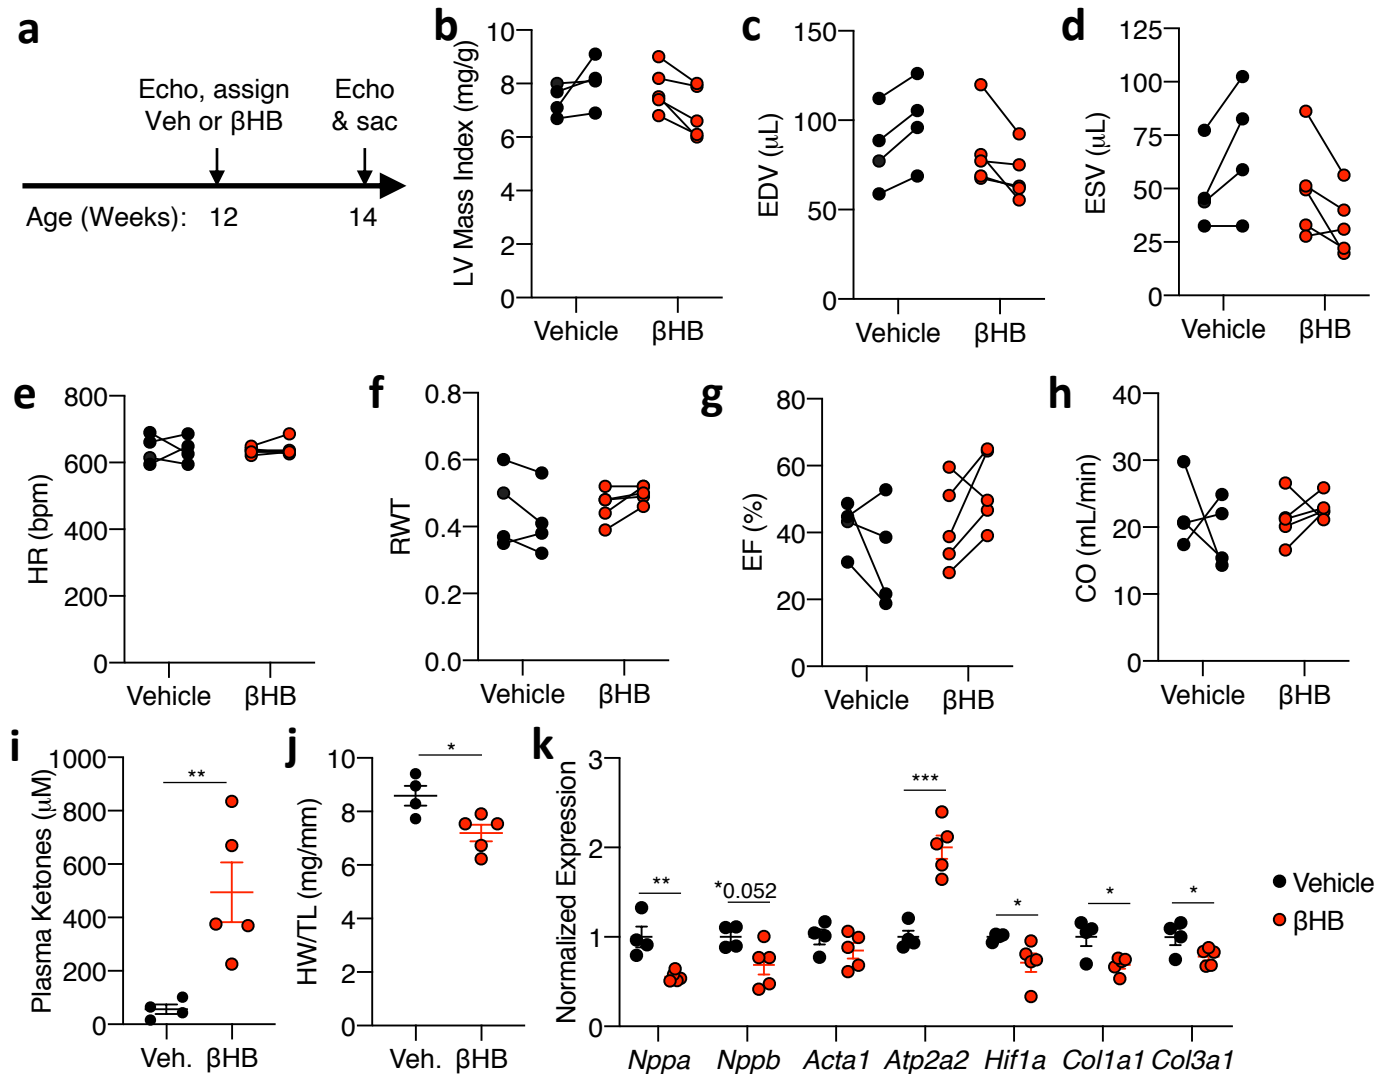 a
Echo, assign
Veh or βHB
Echo
& sac
Age (Weeks): 12 14
b
LV Mass Index (mg/g)
10
8
6
4
2
0
Vehicle βHB
c
EDV (μL)
150
100
50
0
Vehicle βHB
d
ESV (μL)
125
100
75
50
25
0
Vehicle βHB
e
HR (bpm)
800
600
400
200
0
Vehicle βHB
f
RWT
0.8
0.6
0.4
0.2
0.0
Vehicle βHB
g
EF (%)
80
60
40
20
0
Vehicle βHB
h
CO (mL/min)
40
30
20
10
0
Vehicle βHB
i
Plasma Ketones (μM)
1000
800
600
400
200
0
**
Veh. βHB
j
HW/TL (mg/mm)
10
8
6
4
2
0
*
Veh. βHB
k
Normalized Expression
3
2
1
0
** *0.052 *** * * *
Nppa Nppb Acta1 Atp2a2 Hif1a Col1a1 Col3a1
Vehicle
βHB